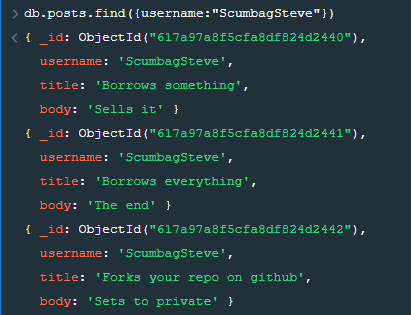 > db.posts.find({username:"ScumbagSteve"})
< { _id: ObjectId("617a97a8f5cfa8df824d2440"),
username: 'ScumbagSteve',
title: 'Borrows something',
body: 'Sells it' }
{ _id: ObjectId("617a97a8f5cfa8df824d2441"),
username: 'ScumbagSteve',
title: 'Borrows everything',
body: 'The end' }
{ _id: ObjectId("617a97a8f5cfa8df824d2442"),
username: 'ScumbagSteve',
title: 'Forks your repo on github',
body: 'Sets to private' }